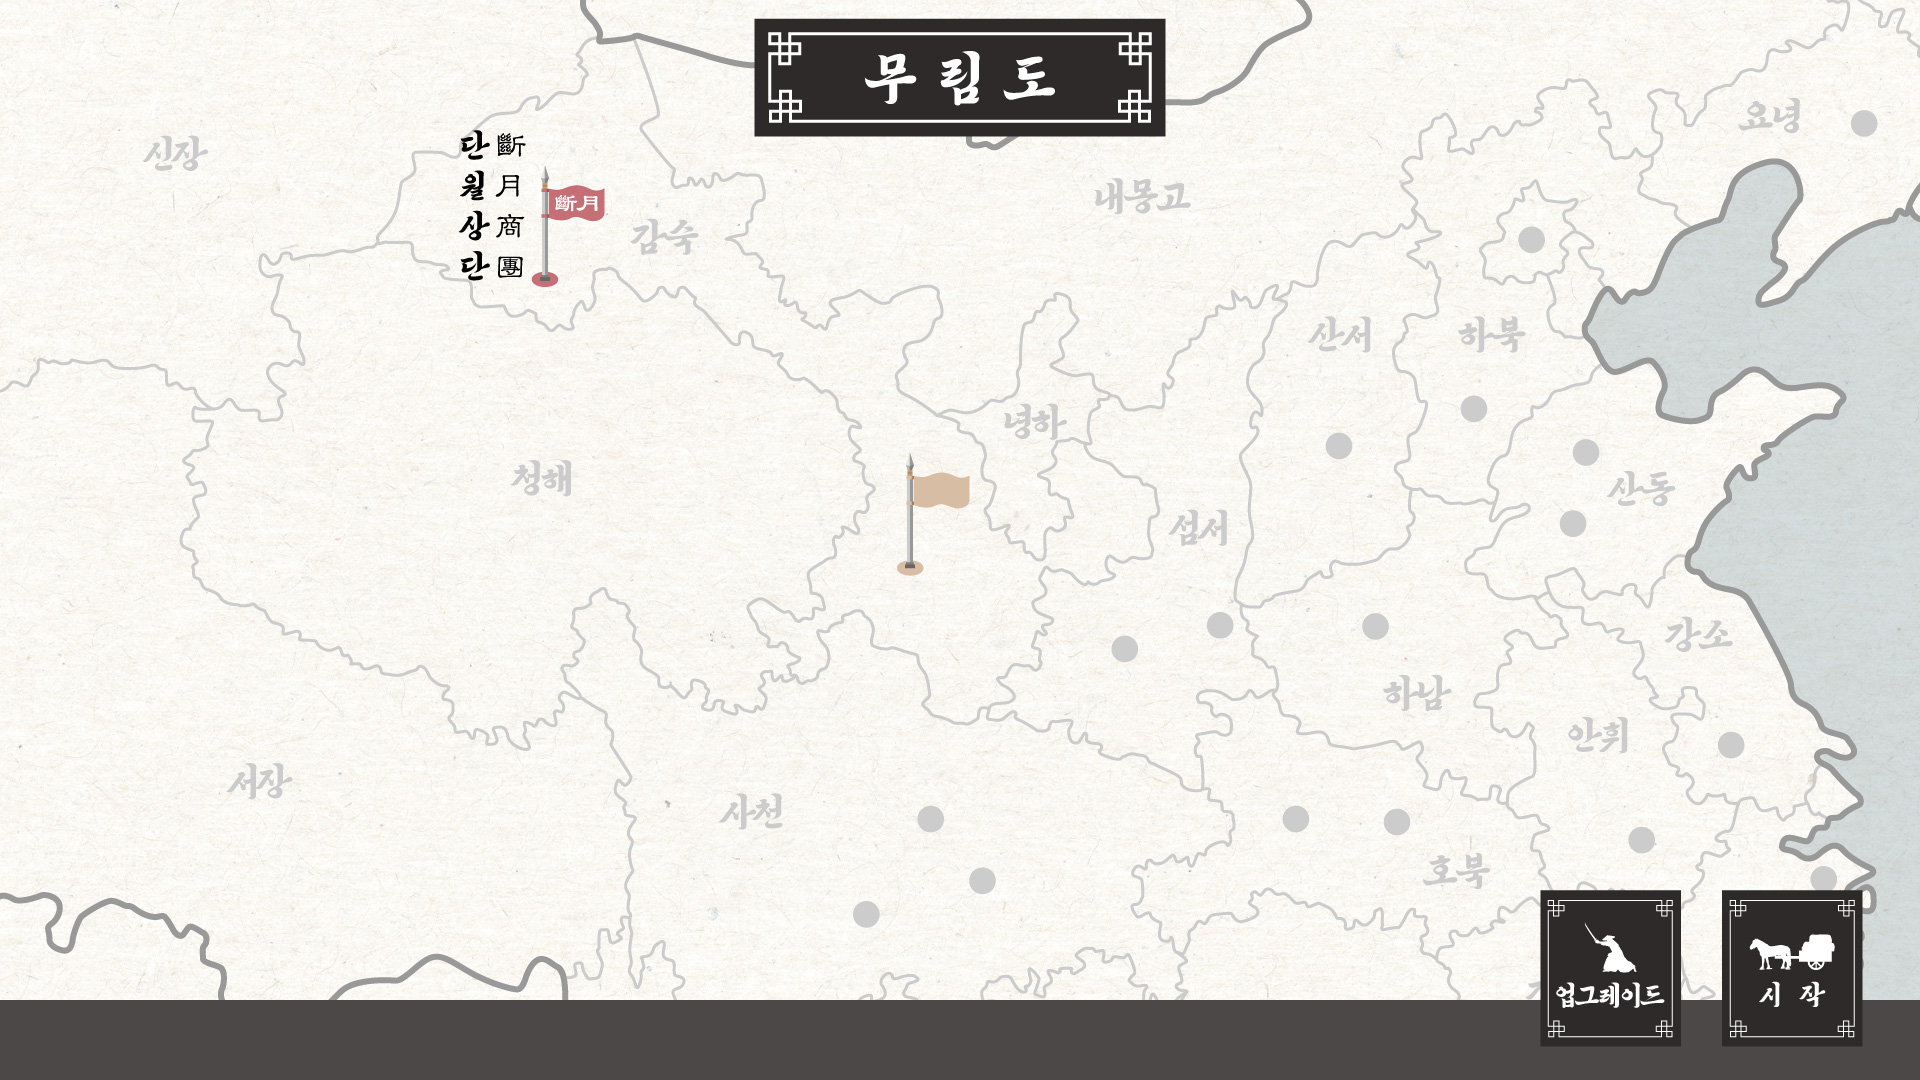 무림도
신장
요녕
단월상단
斷月商團
斷月
내몽고
감숙
산서
하북
녕하
청해
산동
섬서
강소
하남
안휘
서장
사천
호북
업그레이드
시작